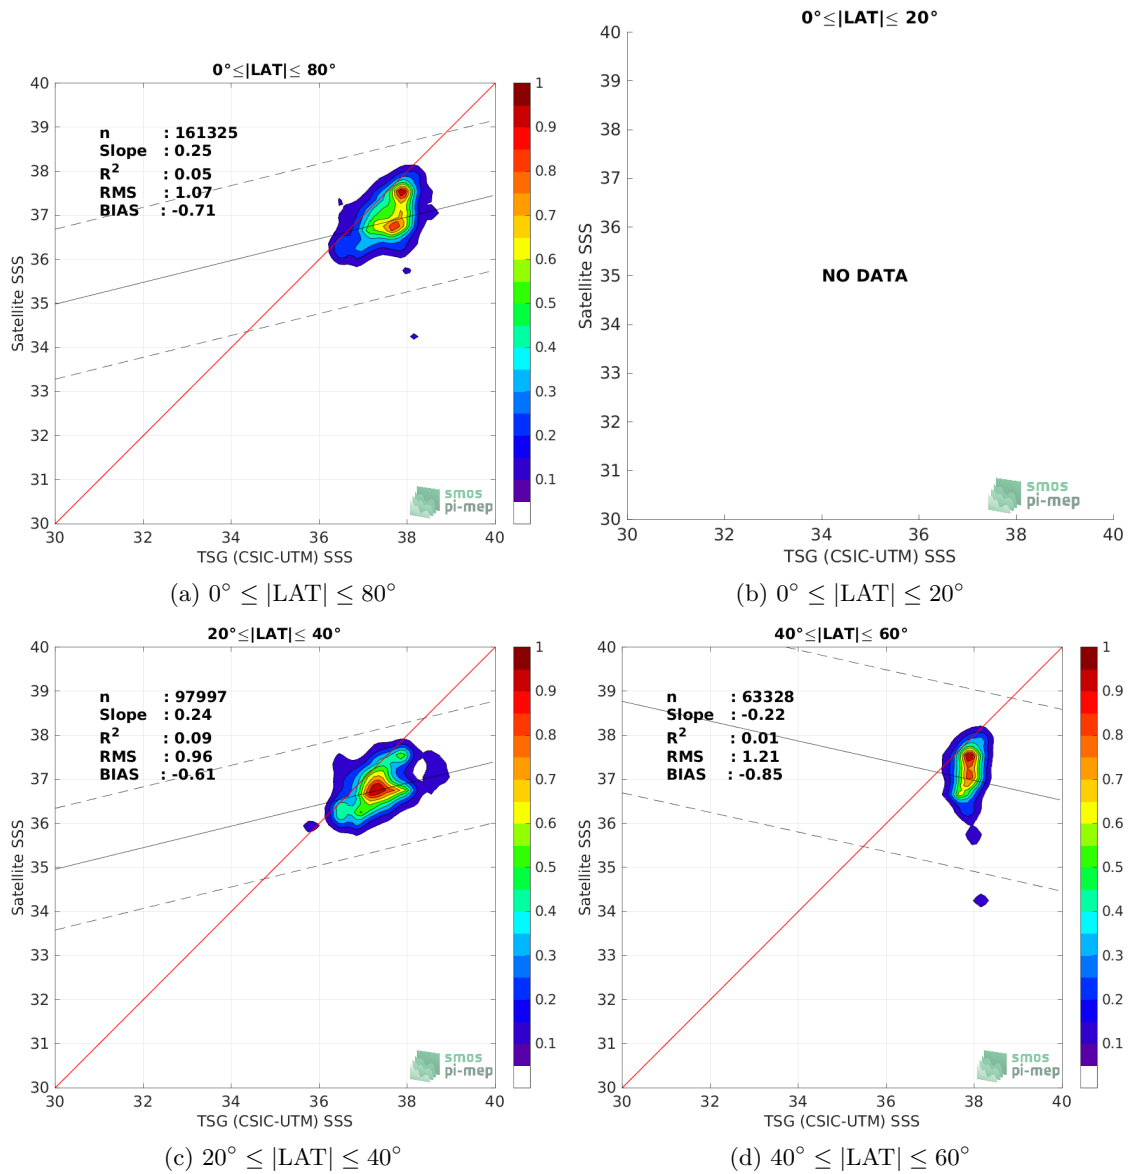 0°≤|LAT|≤ 80°
n : 161325
Slope : 0.25
R² : 0.05
RMS : 1.07
BIAS : -0.71
40
39
38
37
36
35
34
33
32
31
30
30 32 34 36 38 40
Satellite SSS
TSG (CSIC-UTM) SSS
1
0.9
0.8
0.7
0.6
0.5
0.4
0.3
0.2
0.1
smos
pi-mep
(a) 0° ≤ |LAT| ≤ 80°
0°≤|LAT|≤ 20°
40
39
38
37
36
35
34
33
32
31
30
30 32 34 36 38 40
Satellite SSS
NO DATA
TSG (CSIC-UTM) SSS
smos
pi-mep
(b) 0° ≤ |LAT| ≤ 20°
20°≤|LAT|≤ 40°
n : 97997
Slope : 0.24
R² : 0.09
RMS : 0.96
BIAS : -0.61
40
39
38
37
36
35
34
33
32
31
30
30 32 34 36 38 40
Satellite SSS
TSG (CSIC-UTM) SSS
1
0.9
0.8
0.7
0.6
0.5
0.4
0.3
0.2
0.1
smos
pi-mep
(c) 20° ≤ |LAT| ≤ 40°
40°≤|LAT|≤ 60°
n : 63328
Slope : -0.22
R² : 0.01
RMS : 1.21
BIAS : -0.85
40
39
38
37
36
35
34
33
32
31
30
30 32 34 36 38 40
Satellite SSS
TSG (CSIC-UTM) SSS
1
0.9
0.8
0.7
0.6
0.5
0.4
0.3
0.2
0.1
smos
pi-mep
(d) 40° ≤ |LAT| ≤ 60°